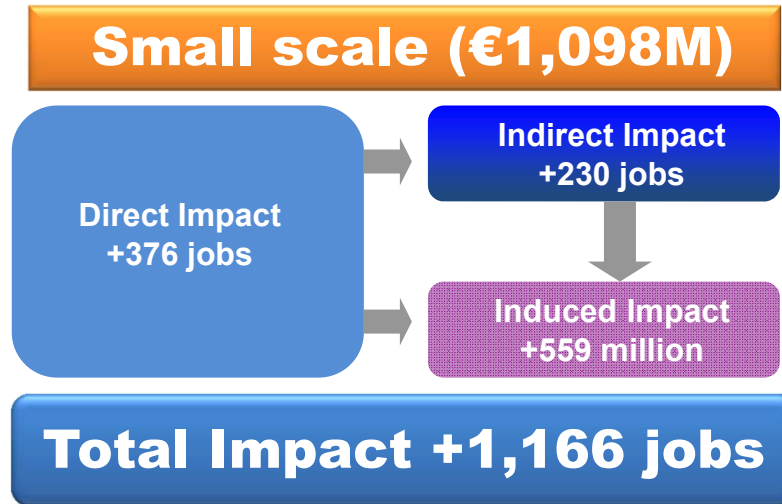 Small scale (€1,098M)
Direct Impact
+376 jobs
Indirect Impact
+230 jobs
Induced Impact
+559 million
Total Impact +1,166 jobs